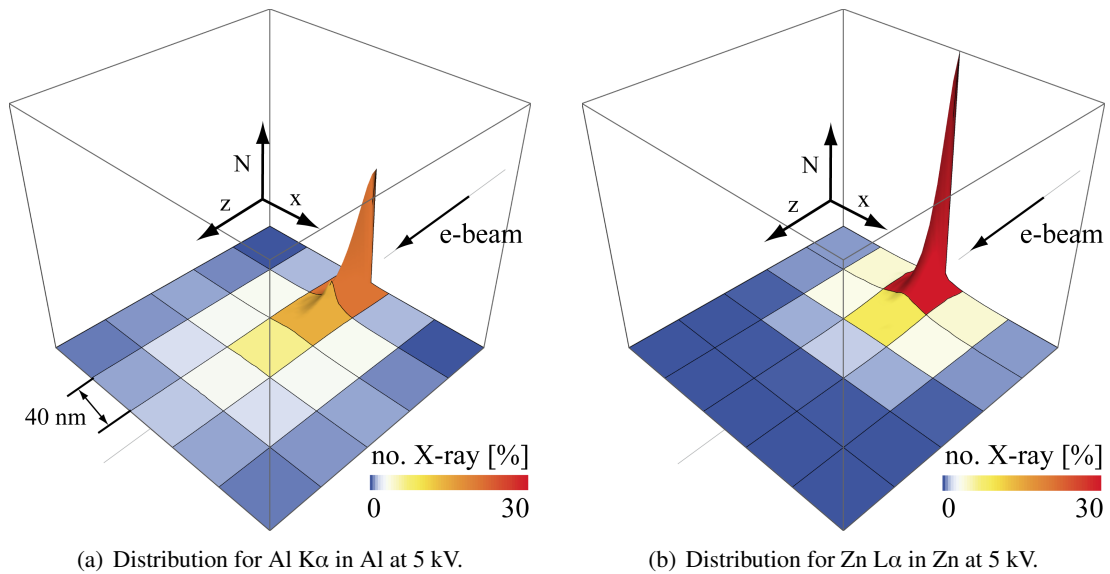 N
z
x
e-beam
40 nm
no. X-ray [%]
0
30
(a) Distribution for Al Kα in Al at 5 kV.
N
z
x
e-beam
no. X-ray [%]
0
30
(b) Distribution for Zn Lα in Zn at 5 kV.